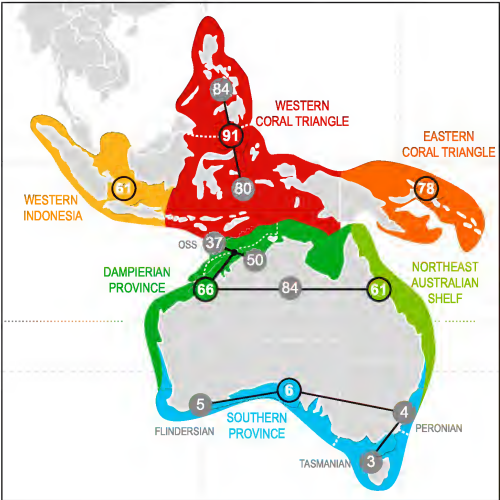 84
WESTERN
CORAL TRIANGLE
91
EASTERN
CORAL TRIANGLE
61
80
78
WESTERN
INDONESIA
OSS
37
50
DAMPIERIAN
PROVINCE
NORTHEAST
AUSTRALIAN
SHELF
66
84
61
6
5
4
FLINDERSIAN
SOUTHERN
PROVINCE
PERONIAN
TASMANIAN
3